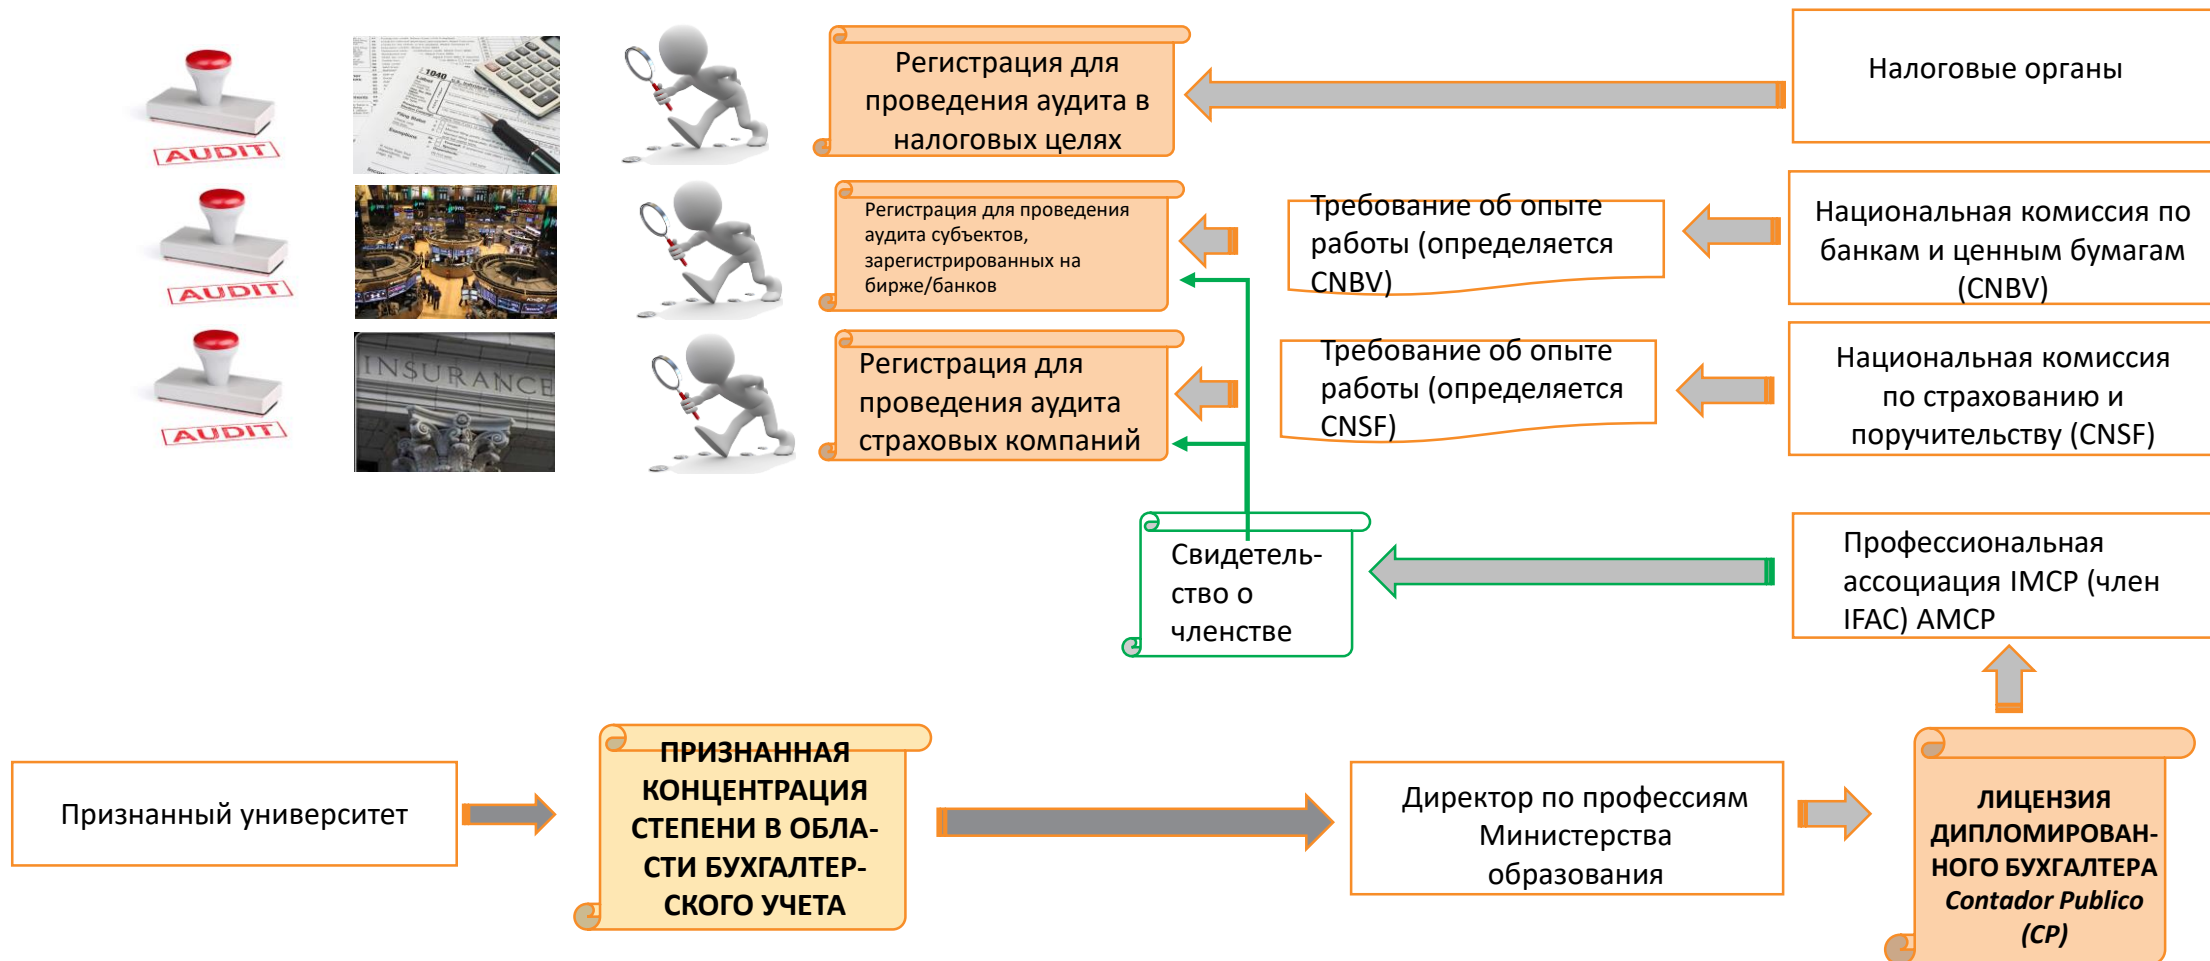 Регистрация для
проведения аудита в
налоговых целях
Налоговые органы
AUDIT
1040
Регистрация для проведения
аудита субъектов,
зарегистрированных на
бирже/банков
Требование об опыте
работы (определяется
CNBV)
Национальная комиссия по
банкам и ценным бумагам
(CNBV)
AUDIT
Регистрация для
проведения аудита
страховых компаний
Требование об опыте
работы (определяется
CNSF)
Национальная комиссия
по страхованию и
поручительству (CNSF)
AUDIT
INSURANCE
Свидетель-
ство о
членстве
Профессиональная
ассоциация IMCP (член
IFAC) AMCP
Признанный университет
ПРИЗНАННАЯ
КОНЦЕНТРАЦИЯ
СТЕПЕНИ В ОБЛА-
СТИ БУХГАЛТЕР-
СКОГО УЧЕТА
Директор по профессиям
Министерства
образования
ЛИЦЕНЗИЯ
ДИПЛОМИРОВАН-
НОГО БУХГАЛТЕРА
Contador Publico
(CP)